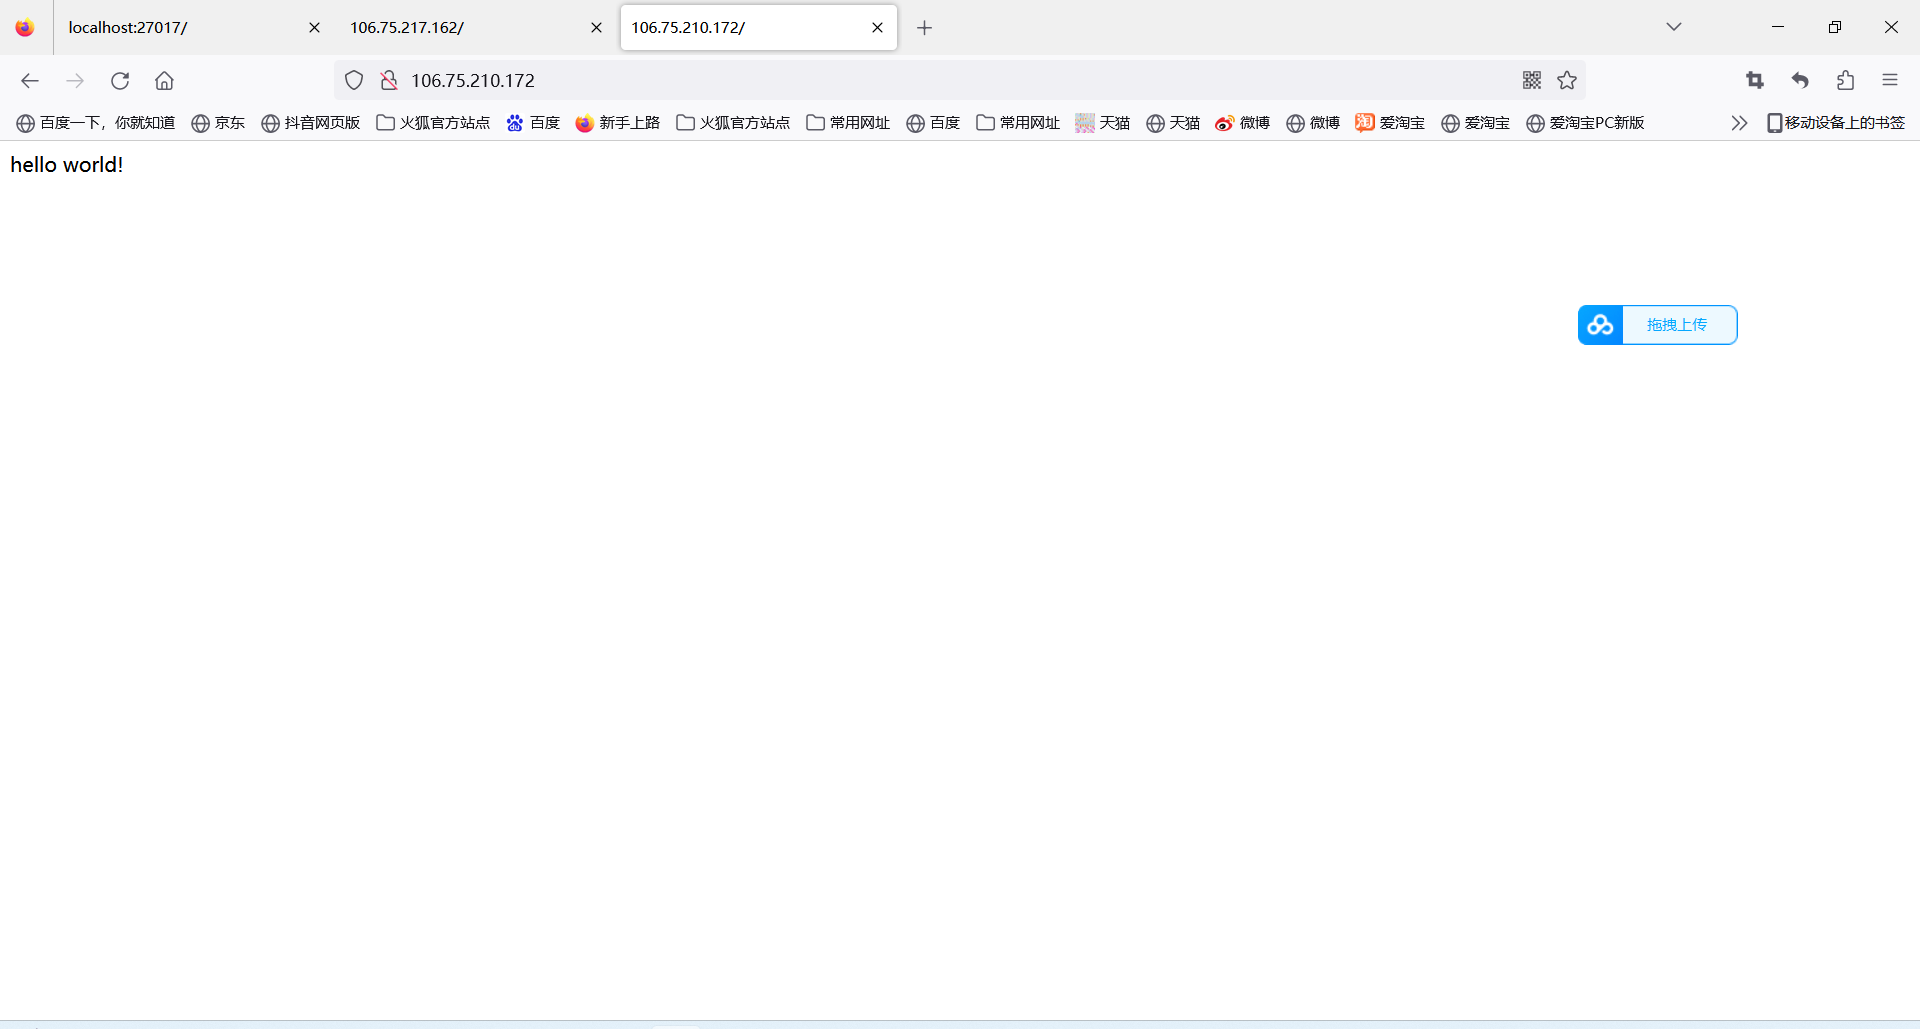 localhost:27017/ 106.75.217.162/ 106.75.210.172/
106.75.210.172
百度一下，你就知道 京东 抖音网页版 火狐官方站点 百度 新手上路 火狐官方站点 常用网址 百度 常用网址 天猫 天猫 微博 微博 淘 爱淘宝 爱淘宝 爱淘宝PC新版 移动设备上的书签
hello world!
拖拽上传